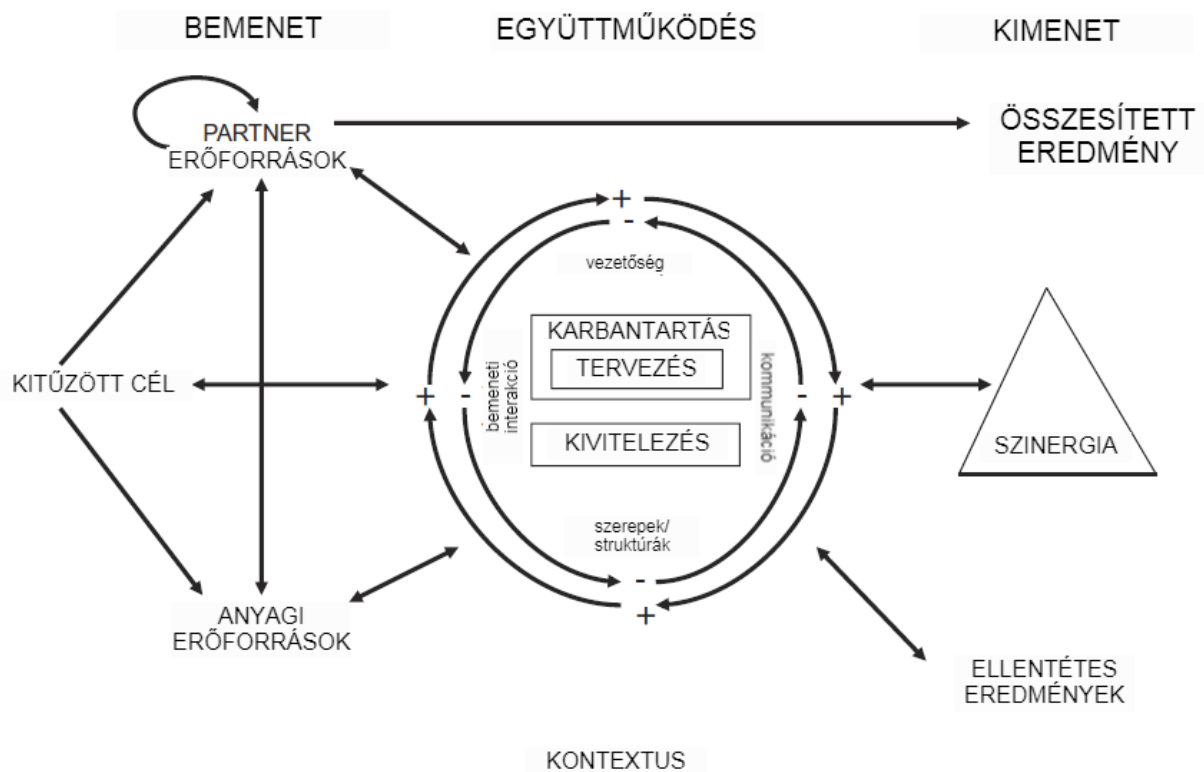 BEMENET
EGYÜTTMŰKÖDÉS
KIMENET
PARTNER
ERŐFORRÁSOK
ÖSSZESÍTETT
EREDMÉNY
+
-
vezetőség
KARBANTARTÁS
TERVEZÉS
KITŰZÖTT CÉL
+
-
bemeneti
interakció
kommunikáció
-
+
KIVITELEZÉS
SZINERGIA
szerepek/
struktúrák
-
+
ANYAGI
ERŐFORRÁSOK
ELLENTÉTES
EREDMÉNYEK
KONTEXTUS